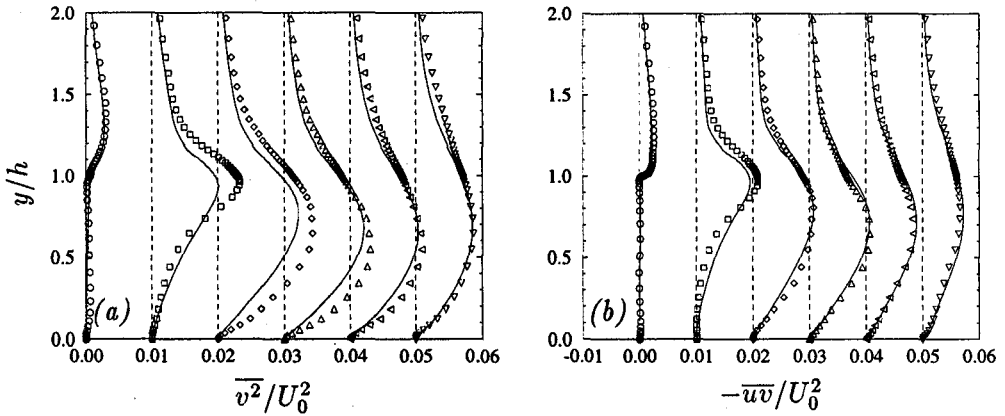 2.0
1.5
1.0
0.5
0.0
y/h
(a)
0.00 0.01 0.02 0.03 0.04 0.05 0.06
$\overline{v^2}/U_0^2$
2.0
1.5
1.0
0.5
0.0
(b)
-0.01 0.00 0.01 0.02 0.03 0.04 0.05 0.06
$-\overline{uv}/U_0^2$